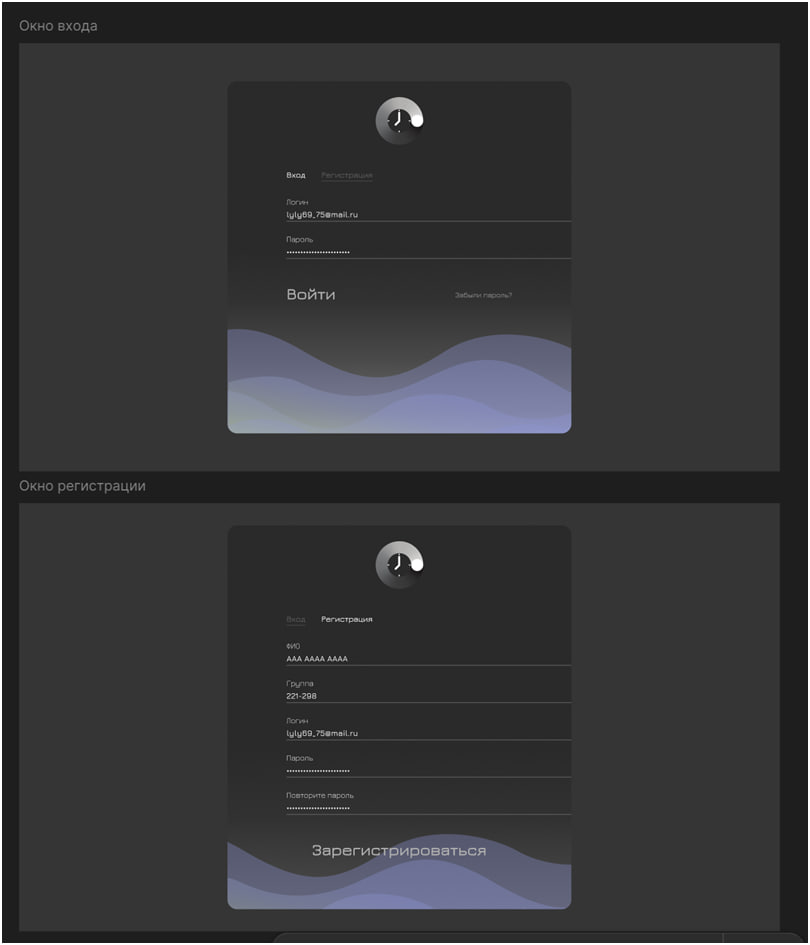 Окно входа
Вход Регистрация
Логин
lyly69_75@mail.ru
Пароль
••••••••••••••••••••••
Войти Забыли пароль?
Окно регистрации
Вход Регистрация
ФИО
ААА АААА АААА
Группа
221-298
Логин
lyly69_75@mail.ru
Пароль
••••••••••••••••••••••
Повторите пароль
••••••••••••••••••••••
Зарегистрироваться